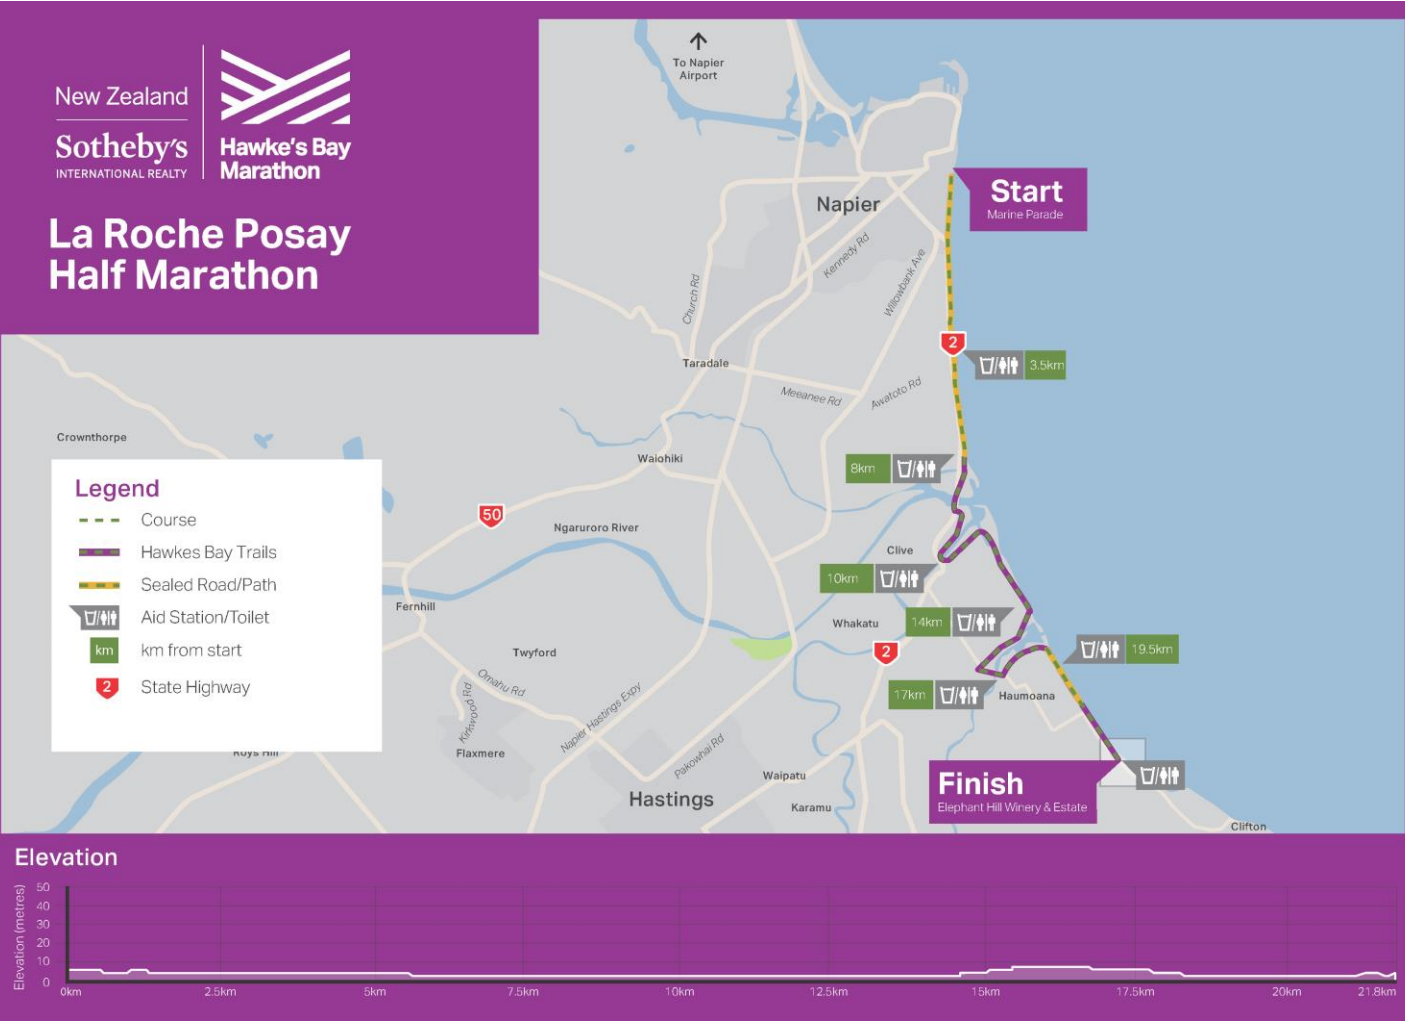 New Zealand
Sotheby's
INTERNATIONAL REALTY
Hawke's Bay
Marathon
La Roche Posay
Half Marathon
To Napier
Airport
Napier
Start
Marine Parade
Kennedy Rd
Willowbank Ave
Church Rd
2
3.5km
Taradale
Meeanee Rd
Awatoto Rd
Crownthorpe
Waiohiki
8km
50
Ngaruroro River
Clive
10km
Fernhill
14km
Whakatu
2
19.5km
Twyford
Omahu Rd
Kirkwood Rd
Napier Hastings Expy
17km
Haumoana
Flaxmere
Pakowhai Rd
Roys Hill
Waipatu
Hastings
Karamu
Finish
Elephant Hill Winery & Estate
Clifton
Legend
Course
Hawkes Bay Trails
Sealed Road/Path
Aid Station/Toilet
km
km from start
2
State Highway
Elevation
Elevation (metres)
50
40
30
20
10
0
0km
2.5km
5km
7.5km
10km
12.5km
15km
17.5km
20km
21.8km